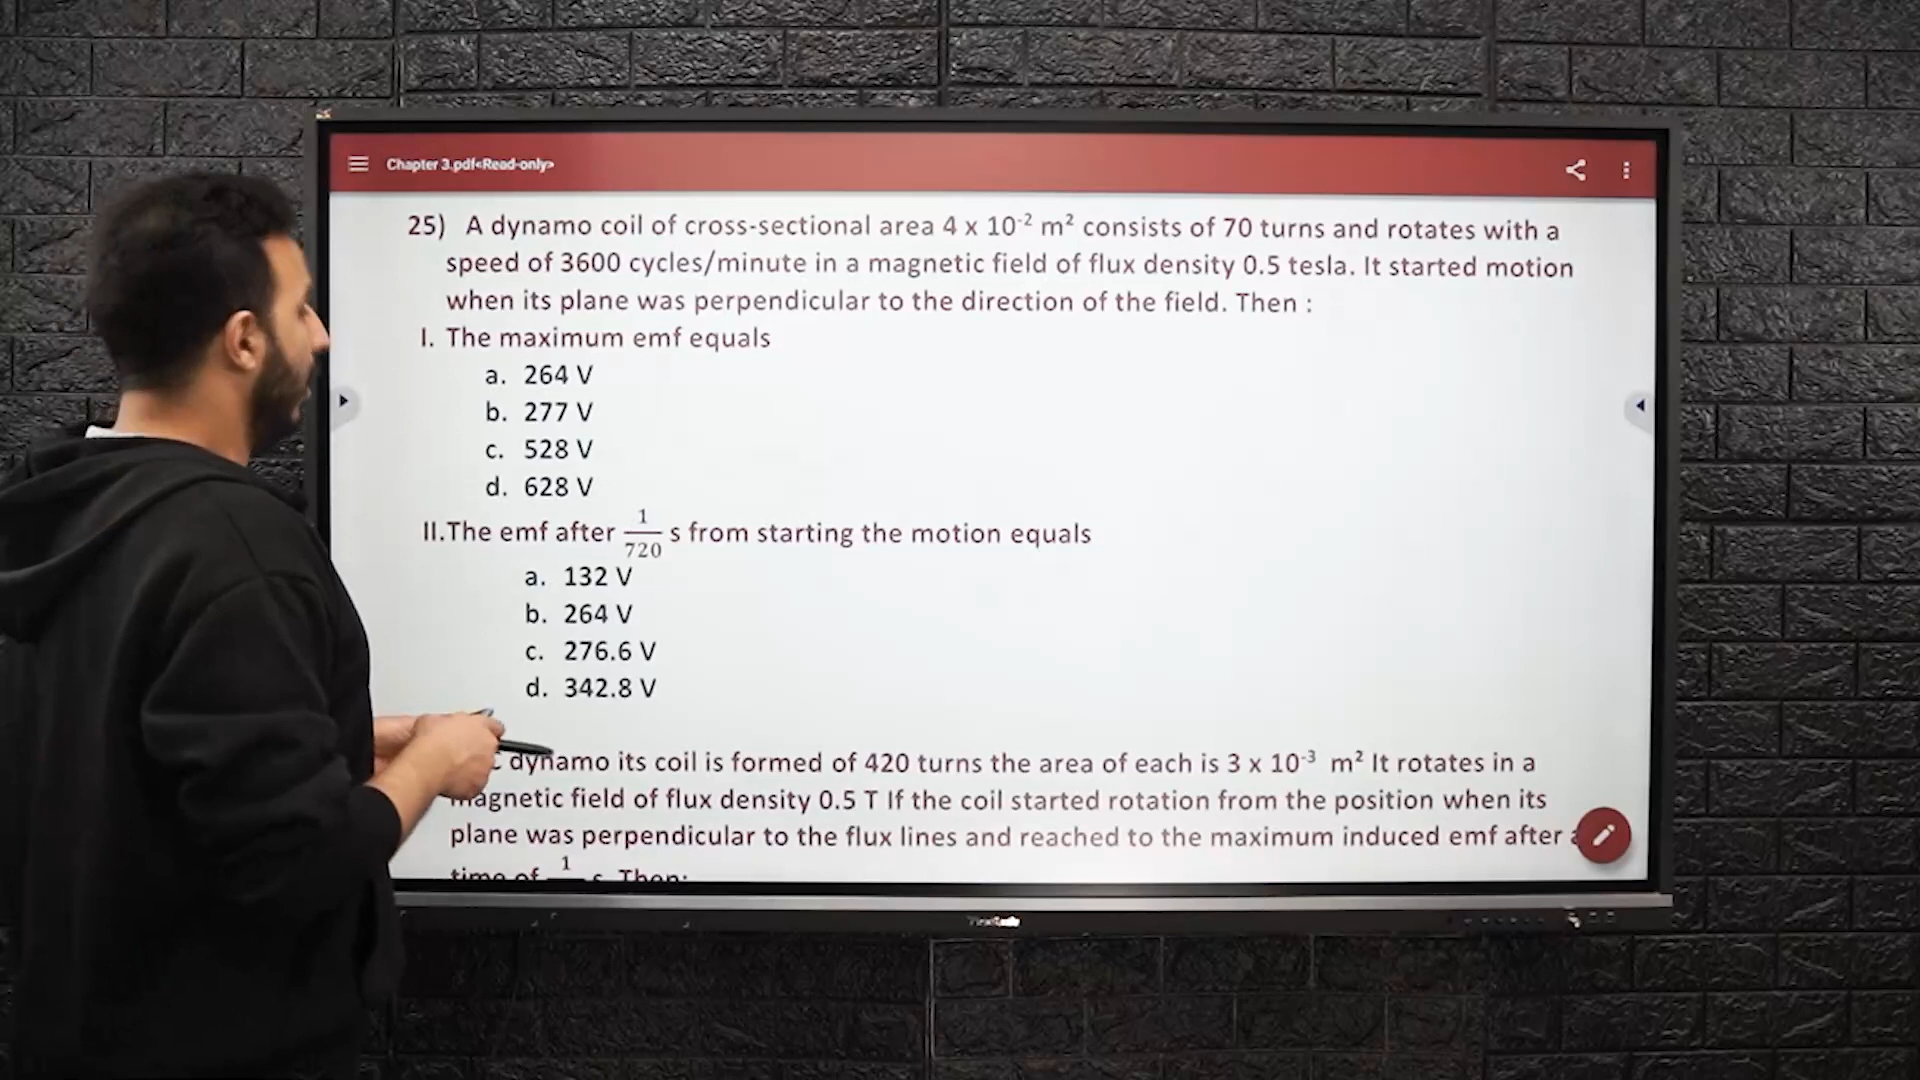 Chapter 3.pdf<Read-only>
25) A dynamo coil of cross-sectional area 4 x 10⁻² m² consists of 70 turns and rotates with a
speed of 3600 cycles/minute in a magnetic field of flux density 0.5 tesla. It started motion
when its plane was perpendicular to the direction of the field. Then :
I. The maximum emf equals
a. 264 V
b. 277 V
c. 528 V
d. 628 V
II.The emf after 1/720 s from starting the motion equals
a. 132 V
b. 264 V
c. 276.6 V
d. 342.8 V
dynamo its coil is formed of 420 turns the area of each is 3 x 10⁻³ m² It rotates in a
magnetic field of flux density 0.5 T If the coil started rotation from the position when its
plane was perpendicular to the flux lines and reached to the maximum induced emf after
time of 1 s. Then:
ViewSonic